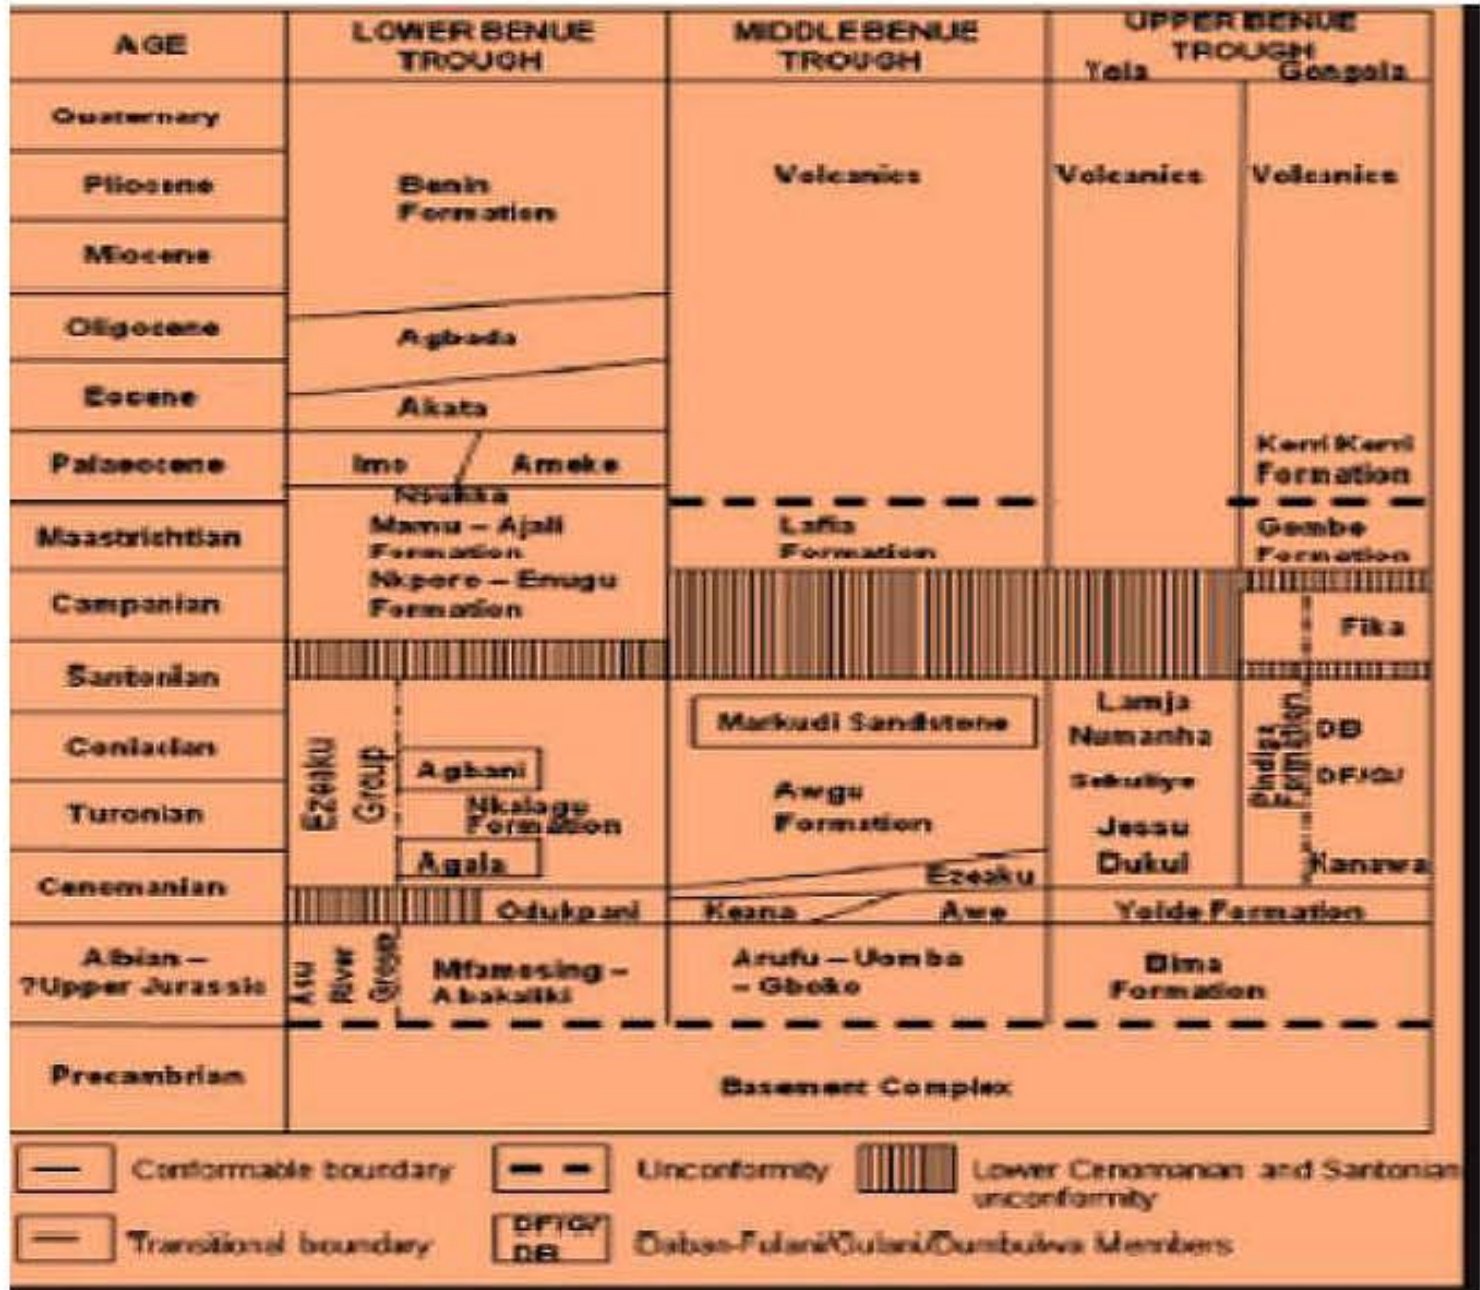 AGE
LOWER BENUE
TROUGH
MIDDLE BENUE
TROUGH
UPPER BENUE
TROUGH
Yola
Gongola
Quaternary
Pliocene
Benin
Formation
Volcanics
Volcanics
Volcanics
Miocene
Oligocene
Agbada
Eocene
Akata
Palaeocene
Imo
Ameke
Kerri Kerri
Formation
Nsukka
Maastrichtian
Mamu – Ajali
Formation
Lafia
Formation
Gombe
Formation
Campanian
Nkporo – Enugu
Formation
Fika
Santonian
Coniacian
Ezeaku
Group
Agbani
Markudi Sandstone
Lamja
Numanha
Pindiga
Formation
DB
DF/G/
Turonian
Nkalagu
Formation
Awgu
Formation
Sekuliye
Jessu
Dukul
Kanawa
Cenomanian
Agala
Ezeaku
Odukpani
Keana
Awe
Yolde Formation
Albian –
?Upper Jurassic
Asu
River
Group
Mfamosing –
Abakaliki
Arufu – Uomba
– Gboko
Bima
Formation
Precambrian
Basement Complex
Conformable boundary
Unconformity
Lower Cenomanian and Santonian
unconformity
Transitional boundary
DF/G/
DB
Daban-Fulani/Gulani/Dumbulwa Members